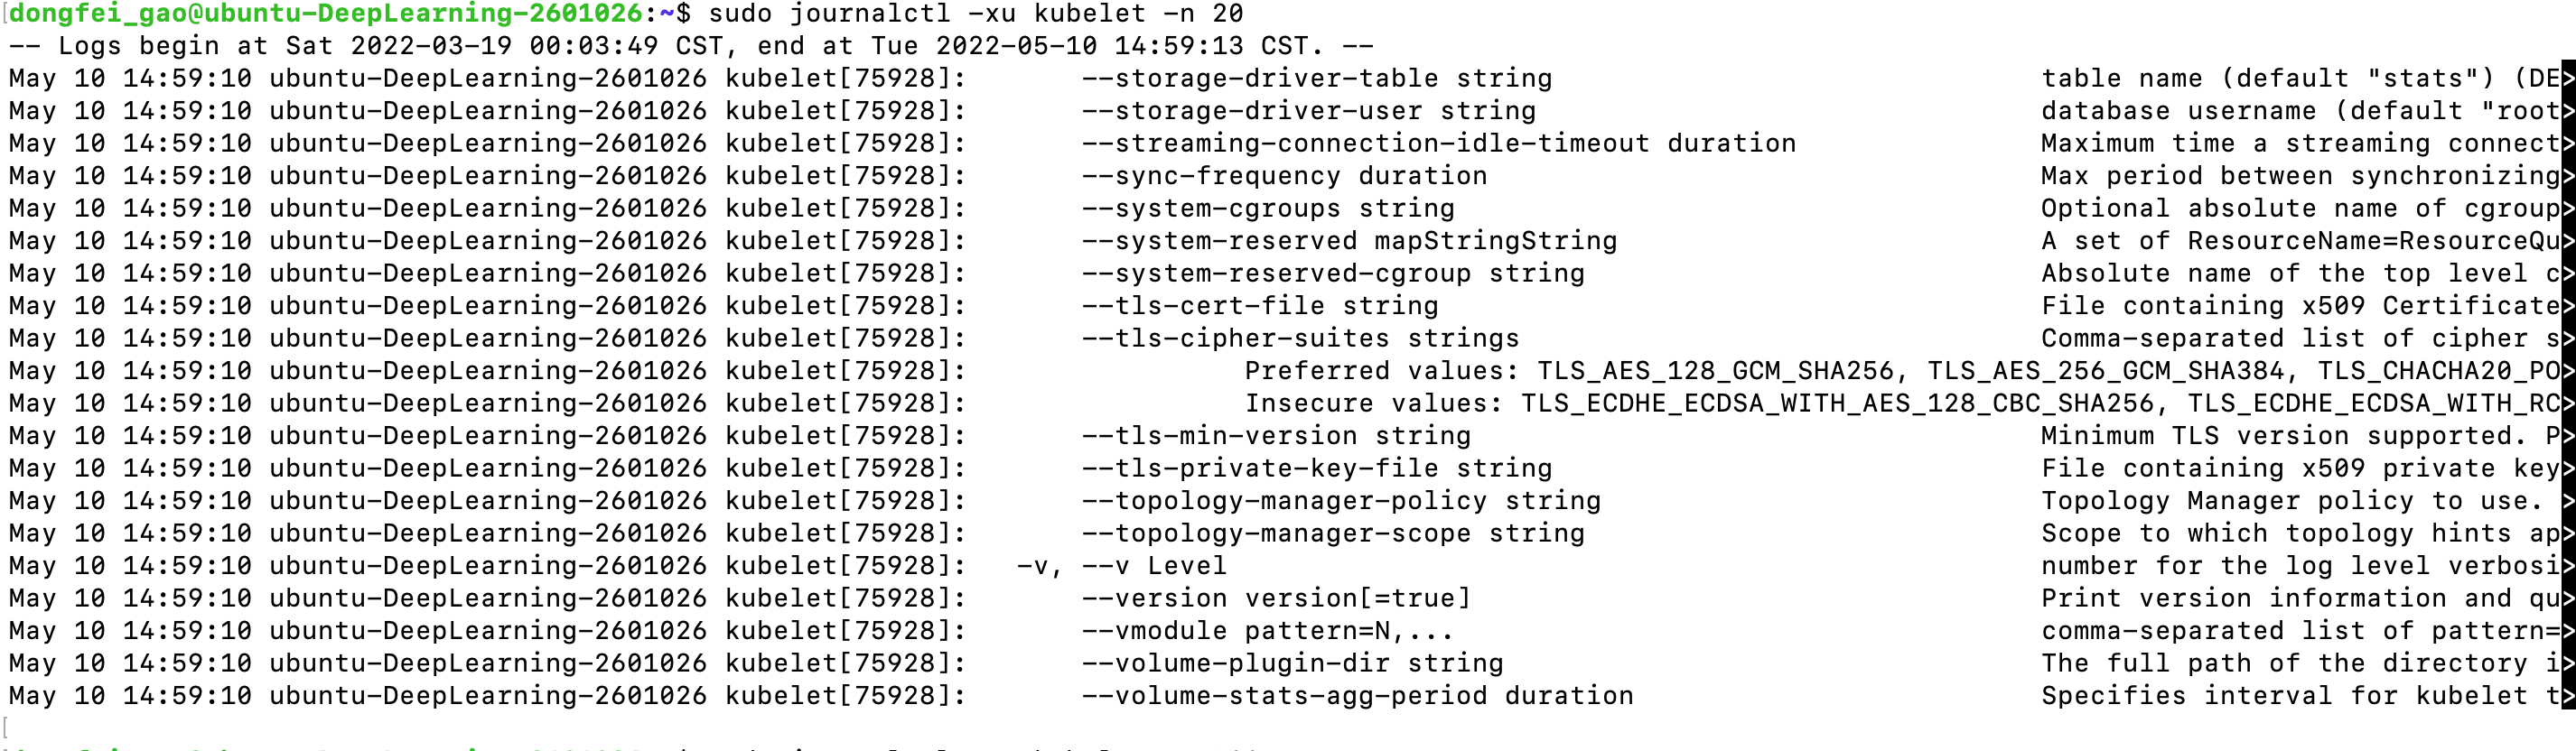 dongfei_gao@ubuntu-DeepLearning-2601026:~$ sudo journalctl -xu kubelet -n 20
-- Logs begin at Sat 2022-03-19 00:03:49 CST, end at Tue 2022-05-10 14:59:13 CST. --
May 10 14:59:10 ubuntu-DeepLearning-2601026 kubelet[75928]: --storage-driver-table string table name (default "stats") (DE>
May 10 14:59:10 ubuntu-DeepLearning-2601026 kubelet[75928]: --storage-driver-user string database username (default "root>
May 10 14:59:10 ubuntu-DeepLearning-2601026 kubelet[75928]: --streaming-connection-idle-timeout duration Maximum time a streaming connect>
May 10 14:59:10 ubuntu-DeepLearning-2601026 kubelet[75928]: --sync-frequency duration Max period between synchronizing>
May 10 14:59:10 ubuntu-DeepLearning-2601026 kubelet[75928]: --system-cgroups string Optional absolute name of cgroup>
May 10 14:59:10 ubuntu-DeepLearning-2601026 kubelet[75928]: --system-reserved mapStringString A set of ResourceName=ResourceQu>
May 10 14:59:10 ubuntu-DeepLearning-2601026 kubelet[75928]: --system-reserved-cgroup string Absolute name of the top level c>
May 10 14:59:10 ubuntu-DeepLearning-2601026 kubelet[75928]: --tls-cert-file string File containing x509 Certificate>
May 10 14:59:10 ubuntu-DeepLearning-2601026 kubelet[75928]: --tls-cipher-suites strings Comma-separated list of cipher s>
May 10 14:59:10 ubuntu-DeepLearning-2601026 kubelet[75928]: Preferred values: TLS_AES_128_GCM_SHA256, TLS_AES_256_GCM_SHA384, TLS_CHACHA20_PO>
May 10 14:59:10 ubuntu-DeepLearning-2601026 kubelet[75928]: Insecure values: TLS_ECDHE_ECDSA_WITH_AES_128_CBC_SHA256, TLS_ECDHE_ECDSA_WITH_RC>
May 10 14:59:10 ubuntu-DeepLearning-2601026 kubelet[75928]: --tls-min-version string Minimum TLS version supported. P>
May 10 14:59:10 ubuntu-DeepLearning-2601026 kubelet[75928]: --tls-private-key-file string File containing x509 private key>
May 10 14:59:10 ubuntu-DeepLearning-2601026 kubelet[75928]: --topology-manager-policy string Topology Manager policy to use. >
May 10 14:59:10 ubuntu-DeepLearning-2601026 kubelet[75928]: --topology-manager-scope string Scope to which topology hints ap>
May 10 14:59:10 ubuntu-DeepLearning-2601026 kubelet[75928]: -v, --v Level number for the log level verbosi>
May 10 14:59:10 ubuntu-DeepLearning-2601026 kubelet[75928]: --version version[=true] Print version information and qu>
May 10 14:59:10 ubuntu-DeepLearning-2601026 kubelet[75928]: --vmodule pattern=N,... comma-separated list of pattern=>
May 10 14:59:10 ubuntu-DeepLearning-2601026 kubelet[75928]: --volume-plugin-dir string The full path of the directory i>
May 10 14:59:10 ubuntu-DeepLearning-2601026 kubelet[75928]: --volume-stats-agg-period duration Specifies interval for kubelet t>